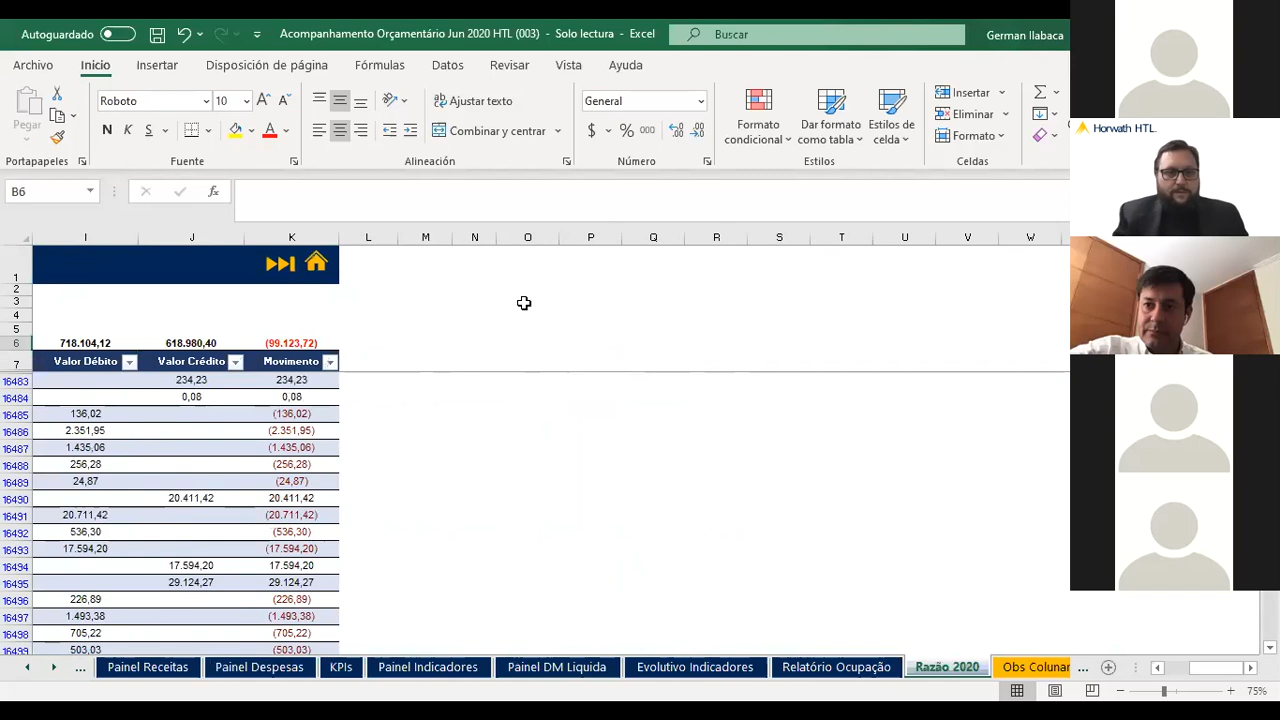 Autoguardado
Acompanhamento Orçamentário Jun 2020 HTL (003) - Solo lectura - Excel
Buscar
German Illabaca
Archivo Inicio Insertar Disposición de página Fórmulas Datos Revisar Vista Ayuda
Pegar
Roboto 10
N K S
Ajustar texto
Combinar y centrar
General
$ % 000
Formato condicional
Dar formato como tabla
Estilos de celda
Insertar
Eliminar
Formato
Portapapeles Fuente Alineación Número Estilos Celdas
Horwath HTL.
B6 fx
I J K L M N O P Q R S T U V W
1
2
3
4
5
6 718.104,12 618.980,40 (99.123,72)
7 Valor Débito Valor Crédito Movimento
16483 234,23 234,23
16484 0,08 0,08
16485 136,02 (136,02)
16486 2.351,95 (2.351,95)
16487 1.435,06 (1.435,06)
16488 256,28 (256,28)
16489 24,87 (24,87)
16490 20.411,42 20.411,42
16491 20.711,42 (20.711,42)
16492 536,30 (536,30)
16493 17.594,20 (17.594,20)
16494 17.594,20 17.594,20
16495 29.124,27 29.124,27
16496 226,89 (226,89)
16497 1.493,38 (1.493,38)
16498 705,22 (705,22)
16499 503,03 (503,03)
... Painel Receitas Painel Despesas KPIs Painel Indicadores Painel DM Liquida Evolutivo Indicadores Relatório Ocupação Razão 2020 Obs Colunar ...
75%